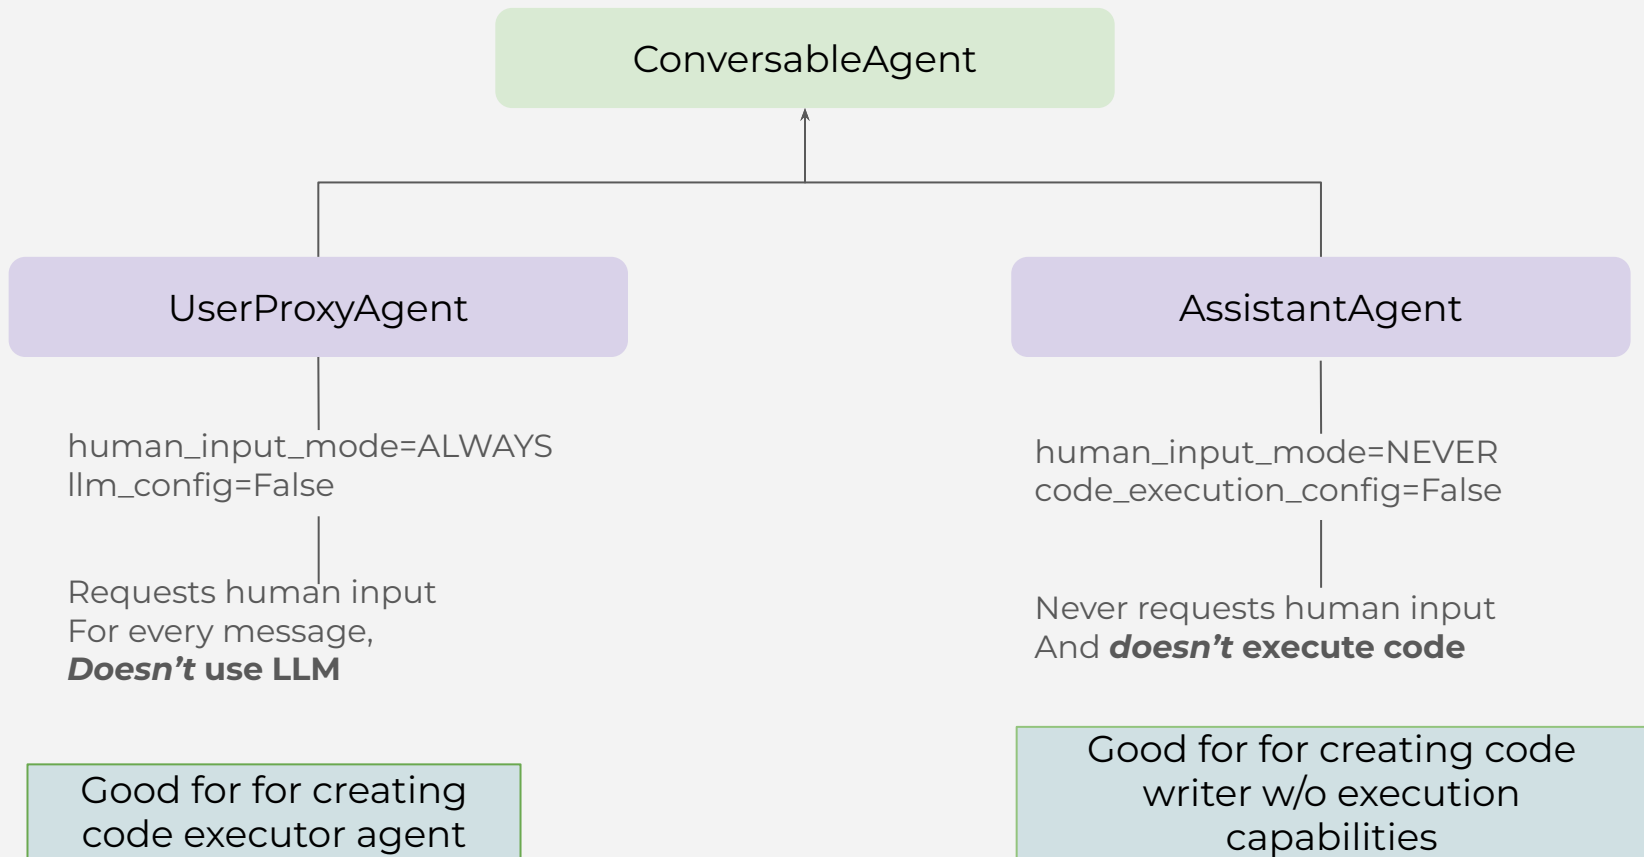 ConversableAgent
UserProxyAgent
human_input_mode=ALWAYS
llm_config=False
Requests human input
For every message,
Doesn't use LLM
Good for for creating
code executor agent
AssistantAgent
human_input_mode=NEVER
code_execution_config=False
Never requests human input
And doesn't execute code
Good for for creating code
writer w/o execution
capabilities